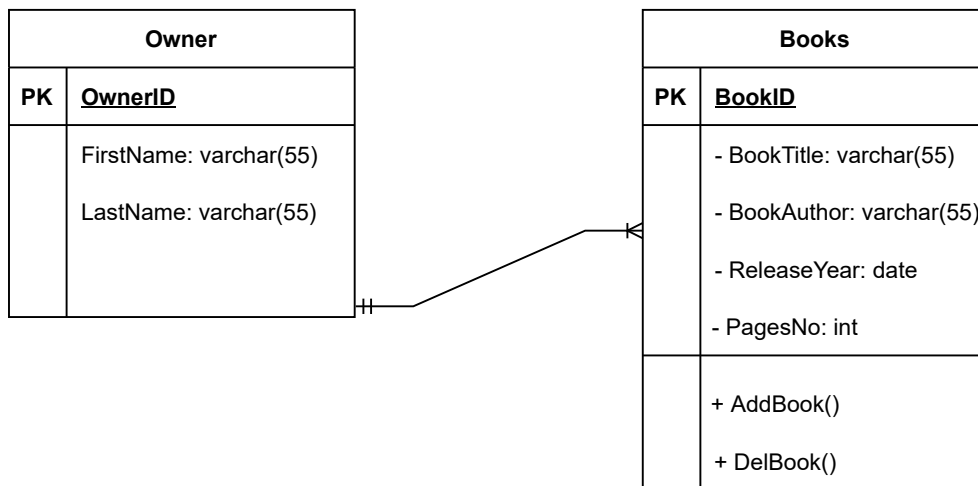 Owner
PK OwnerID
FirstName: varchar(55)
LastName: varchar(55)
Books
PK BookID
- BookTitle: varchar(55)
- BookAuthor: varchar(55)
- ReleaseYear: date
- PagesNo: int
+ AddBook()
+ DelBook()